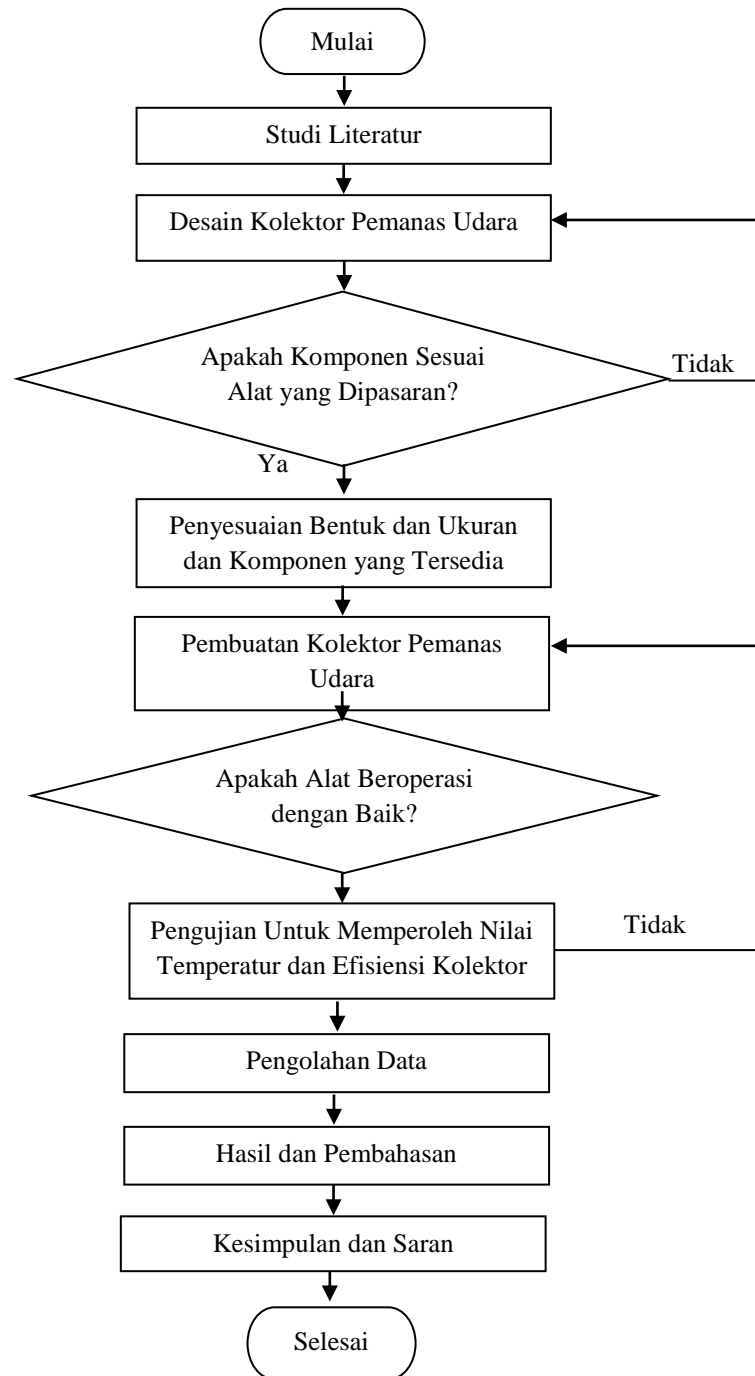 Mulai
Studi Literatur
Desain Kolektor Pemanas Udara
Apakah Komponen Sesuai
Alat yang Dipasaran?
Tidak
Ya
Penyesuaian Bentuk dan Ukuran
dan Komponen yang Tersedia
Pembuatan Kolektor Pemanas
Udara
Apakah Alat Beroperasi
dengan Baik?
Pengujian Untuk Memperoleh Nilai
Temperatur dan Efisiensi Kolektor
Tidak
Pengolahan Data
Hasil dan Pembahasan
Kesimpulan dan Saran
Selesai